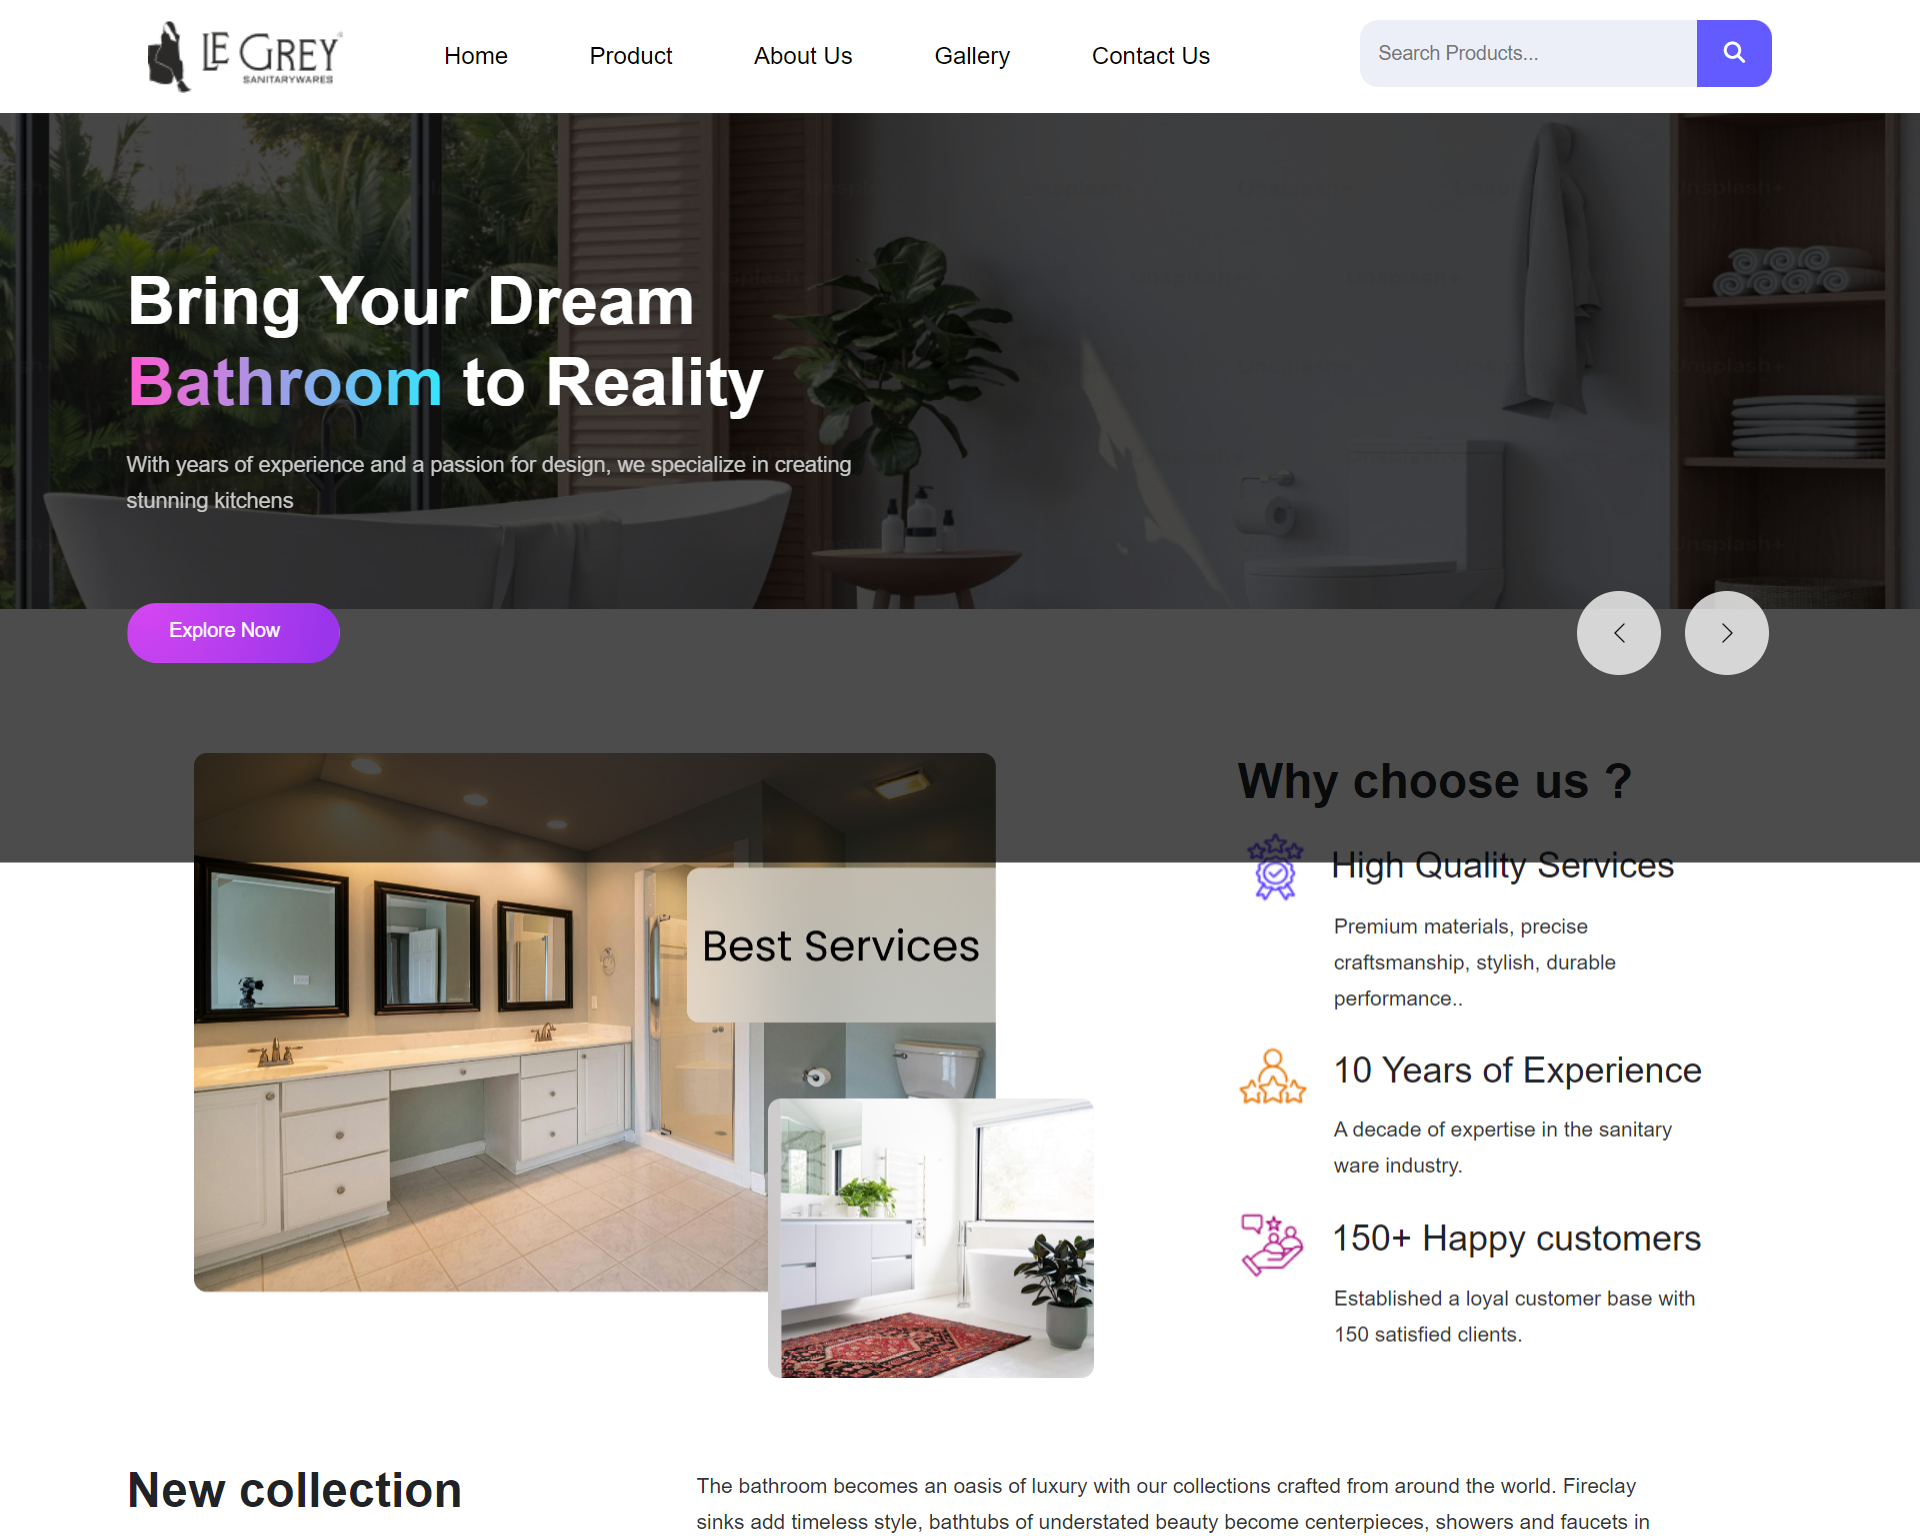 LE GREY
SANITARYWARES
Home
Product
About Us
Gallery
Contact Us
Search Products...
Bring Your Dream
Bathroom to Reality
With years of experience and a passion for design, we specialize in creating
stunning kitchens
Explore Now
Best Services
Why choose us ?
High Quality Services
Premium materials, precise
craftsmanship, stylish, durable
performance..
10 Years of Experience
A decade of expertise in the sanitary
ware industry.
150+ Happy customers
Established a loyal customer base with
150 satisfied clients.
New collection
The bathroom becomes an oasis of luxury with our collections crafted from around the world. Fireclay
sinks add timeless style, bathtubs of understated beauty become centerpieces, showers and faucets in